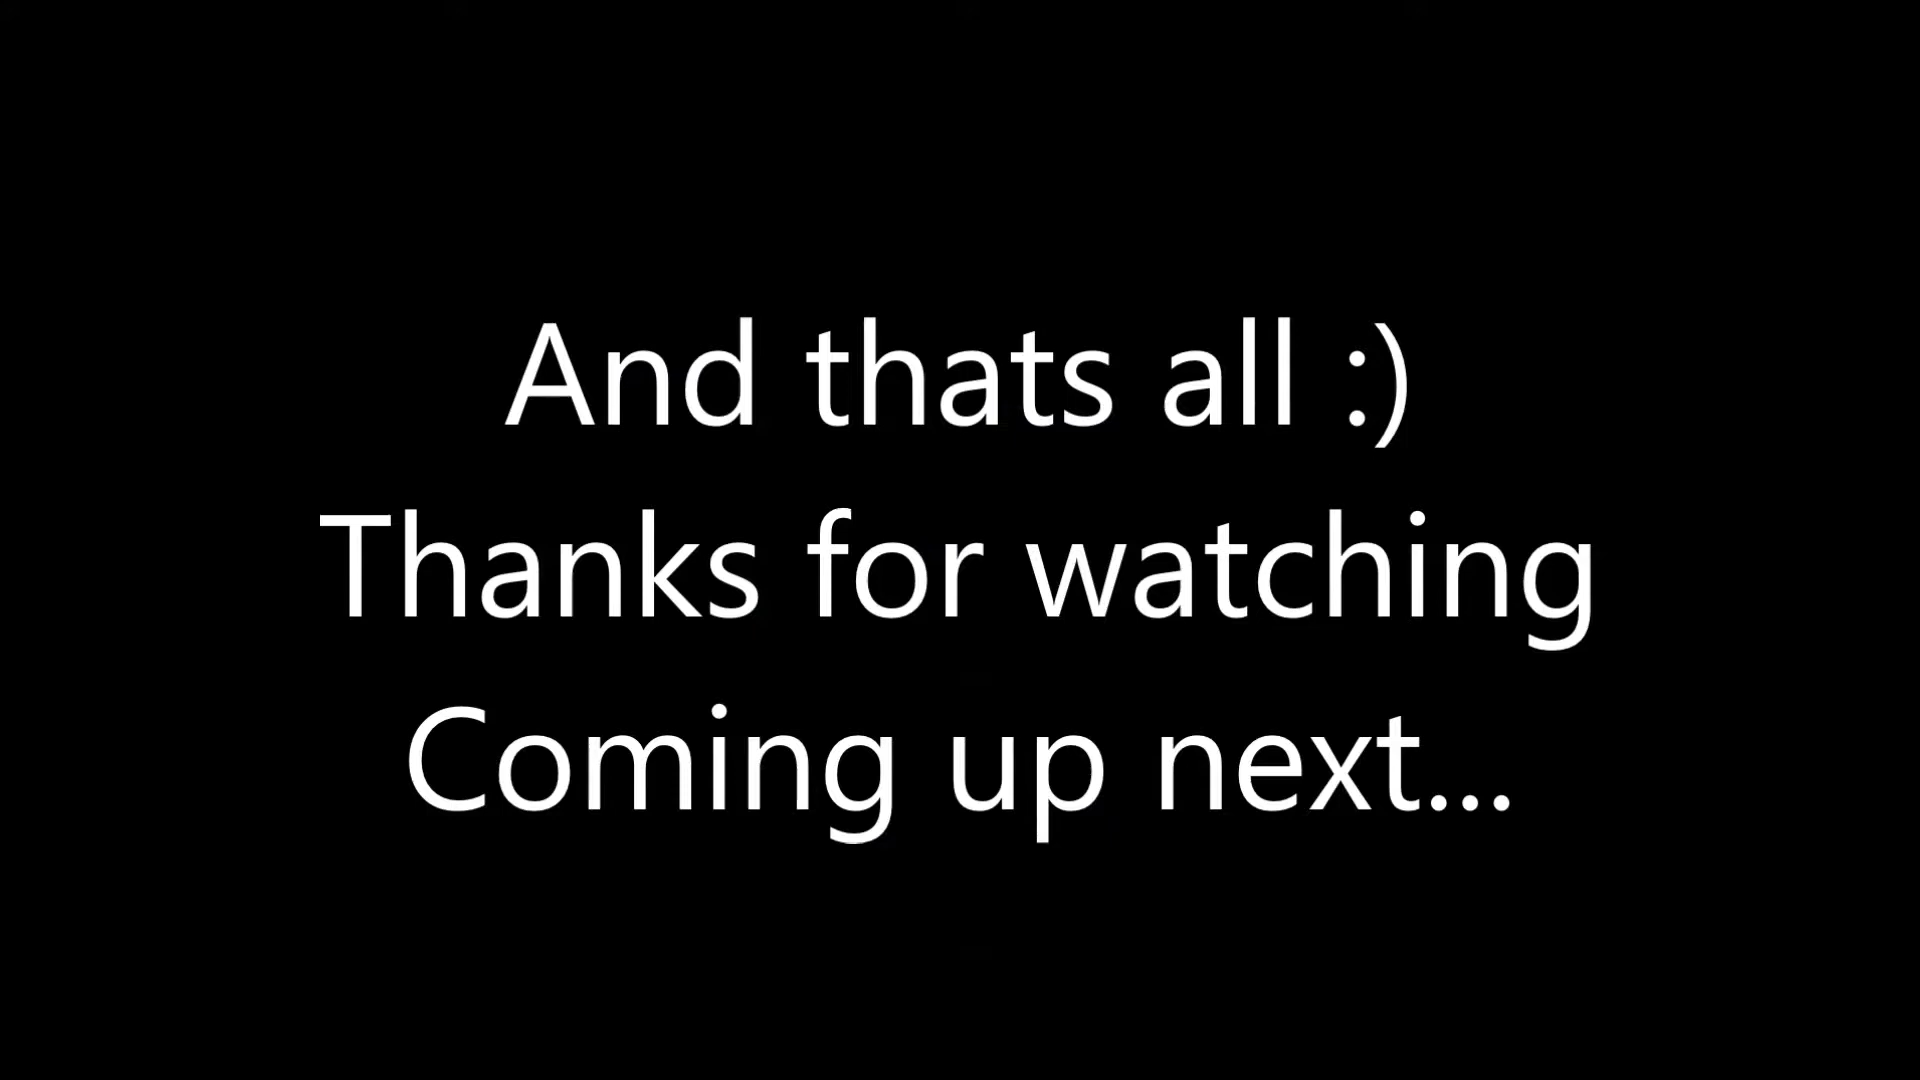 And thats all :)
Thanks for watching
Coming up next...